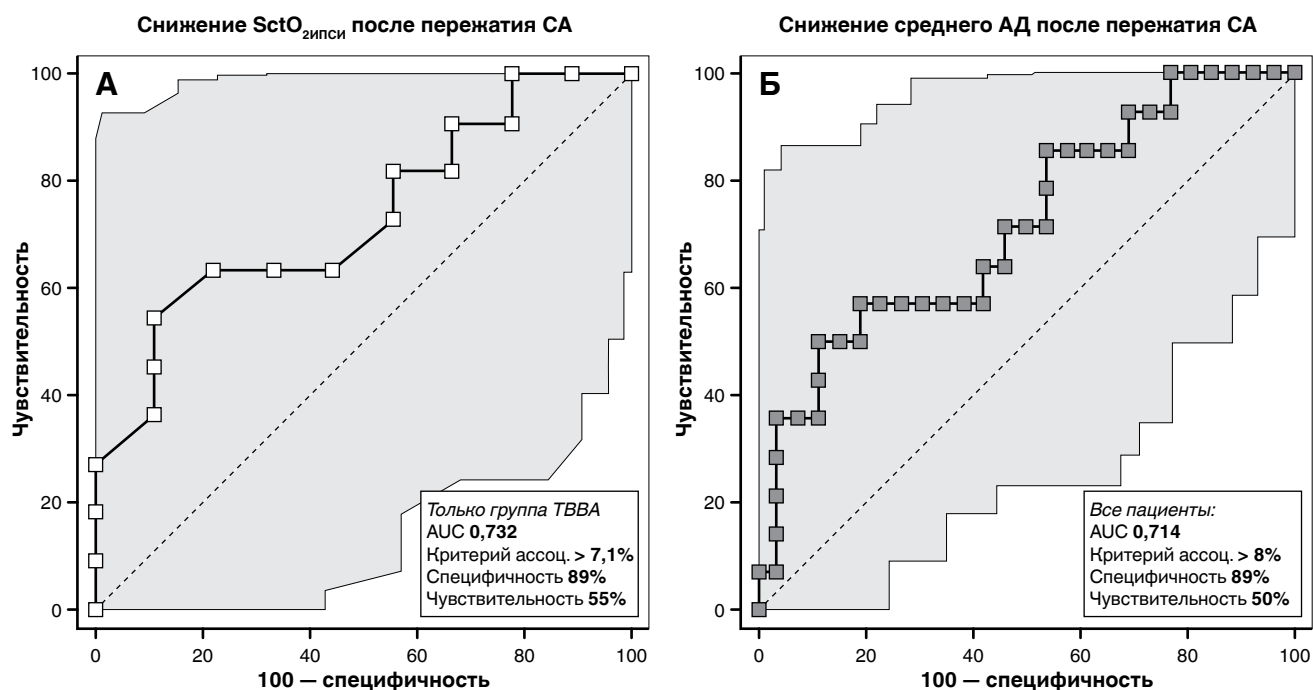 Снижение SctO₂ИПСИ после пережатия СА
А
Чувствительность
100
80
60
40
20
0
Только группа ТВВА
AUC 0,732
Критерий ассоц. > 7,1%
Специфичность 89%
Чувствительность 55%
0 20 40 60 80 100
100 — специфичность
Снижение среднего АД после пережатия СА
Б
Чувствительность
100
80
60
40
20
0
Все пациенты:
AUC 0,714
Критерий ассоц. > 8%
Специфичность 89%
Чувствительность 50%
0 20 40 60 80 100
100 — специфичность